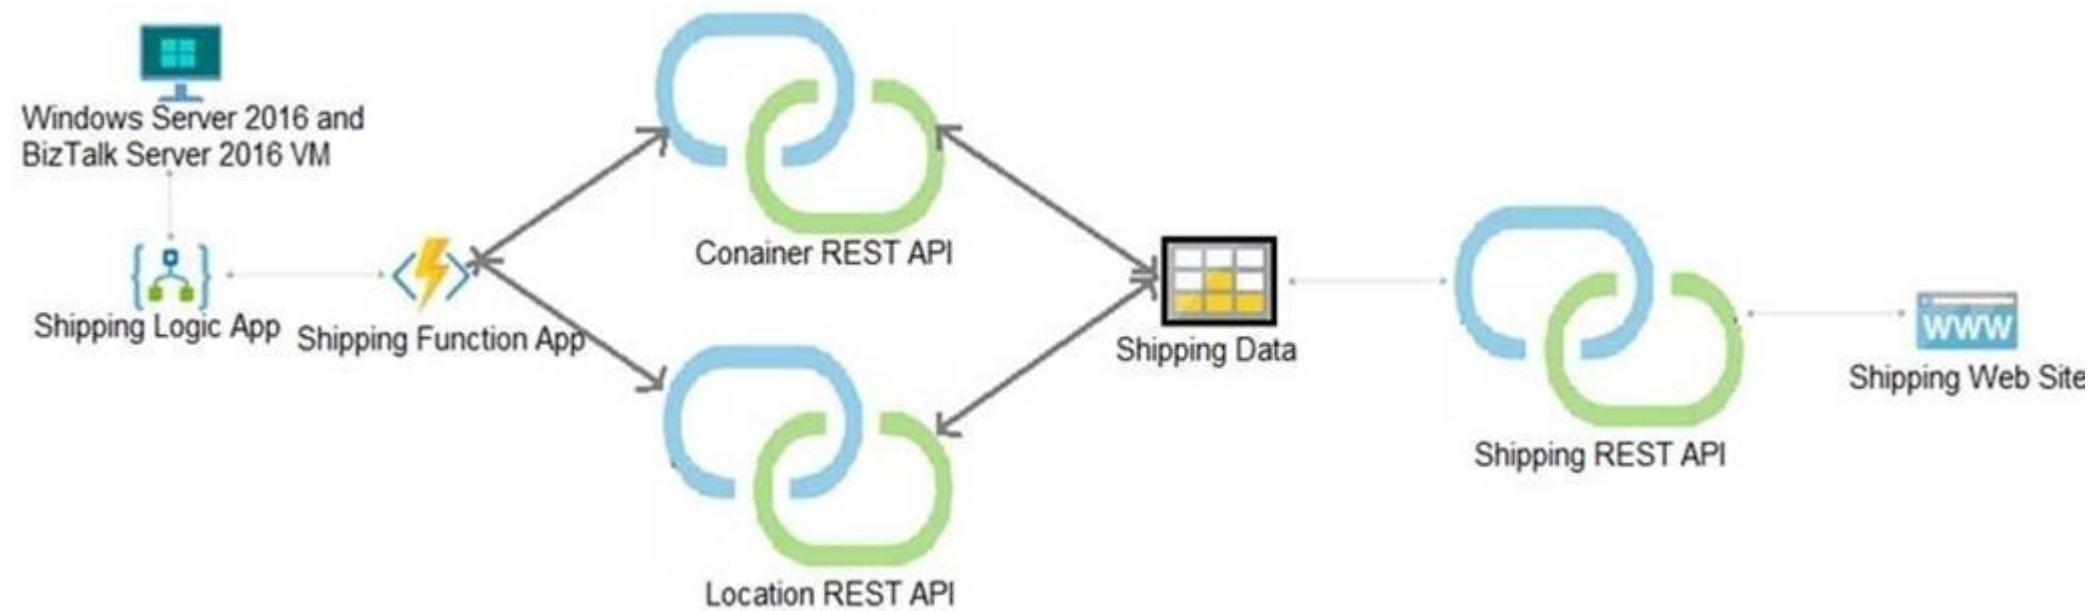 Windows Server 2016 and
BizTalk Server 2016 VM
Shipping Logic App
Shipping Function App
Conainer REST API
Location REST API
Shipping Data
Shipping REST API
www
Shipping Web Site